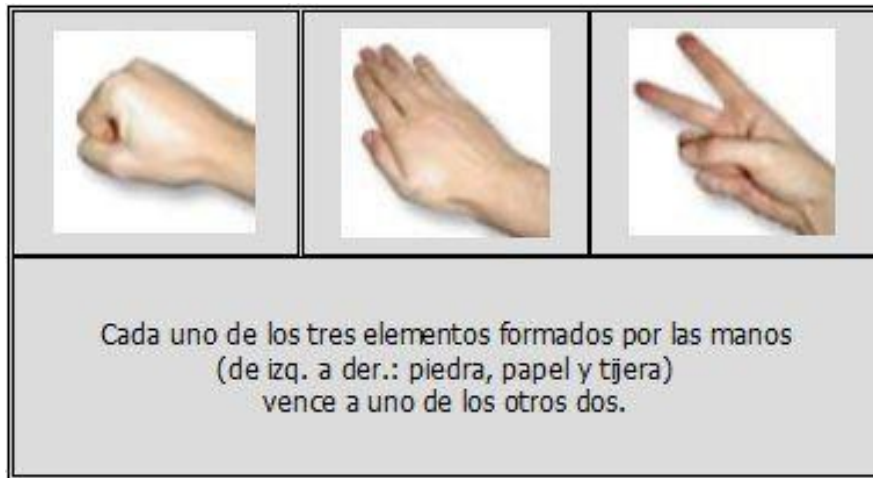 Cada uno de los tres elementos formados por las manos
(de izq. a der.: piedra, papel y tijera)
vence a uno de los otros dos.